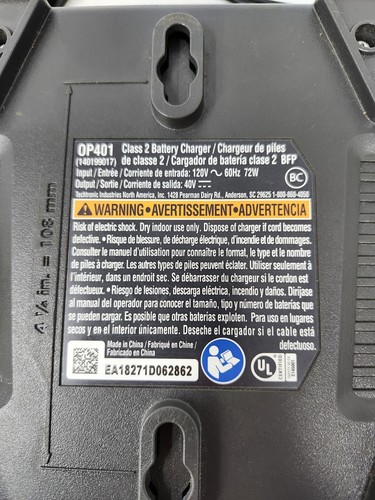 OP401 Class 2 Battery Charger / Chargeur de piles
(140199017) de classe 2 / Cargador de batería clase 2 BFP
Input / Entrée / Corriente de entrada: 120V ~ 60Hz 72W
Output / Sortie / Corriente de salida: 40V
Techtronic Industries North America, Inc. 1428 Pearman Dairy Rd., Anderson, SC 29625 1-800-860-4050
BC
WARNING•AVERTISSEMENT•ADVERTENCIA
Risk of electric shock. Dry indoor use only. Dispose of charger if cord becomes
defective. • Risque de blessure, de décharge électrique, d'incendie et de dommages.
Consulter le manuel d'utilisation pour connaître le format, le type et le nombre
de piles à charger. Les autres types de piles peuvent éclater. Utiliser seulement à
l'intérieur, dans un endroit sec. Se débarrasser du chargeur si le cordon est
défectueux. • Riesgo de lesiones, descarga eléctrica, incendio y daños. Diríjase
al manual del operador para conocer el tamaño, tipo y número de baterías que
se pueden cargar. Es posible que otras baterías exploten. Para uso en lugares
secos y en el interior únicamente. Deseche el cargador si el cable está
defectuoso.
Made in China / Fabriqué en Chine /
Fabricado en China
EA18271D062862
UL
4 ¼ in. = 108 mm